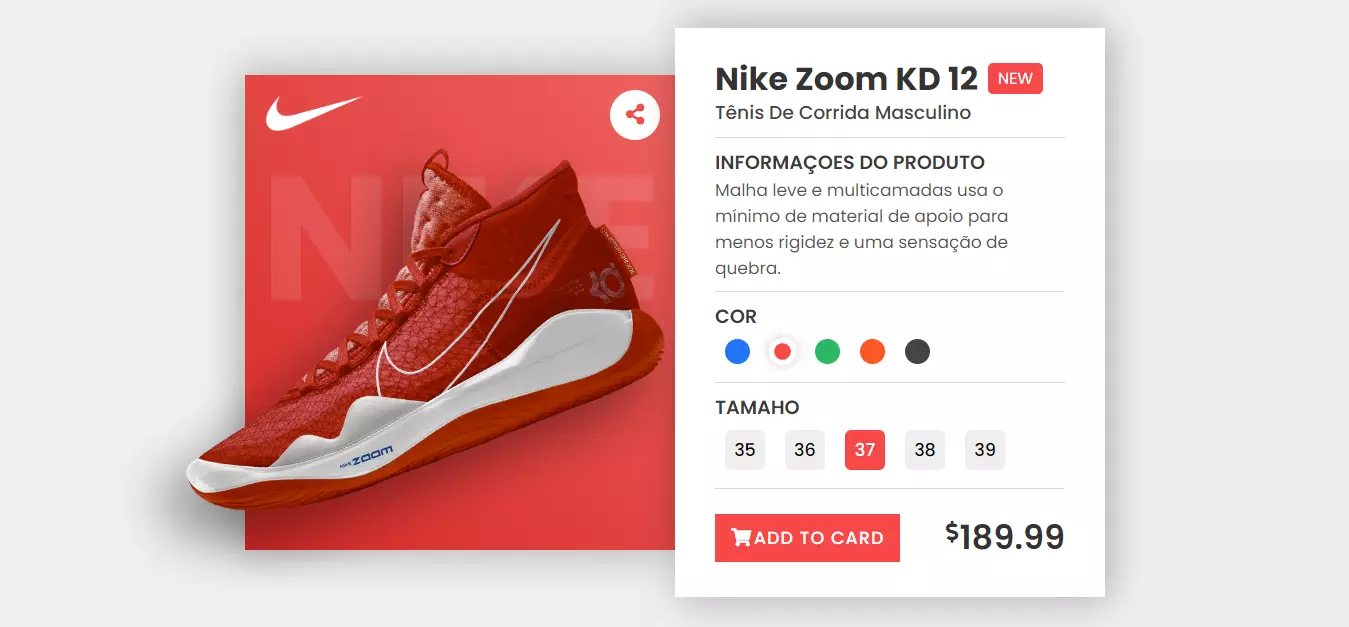 NIKE
NIKE ZOOM
Nike Zoom KD 12 NEW
Tênis De Corrida Masculino
INFORMAÇOES DO PRODUTO
Malha leve e multicamadas usa o
mínimo de material de apoio para
menos rigidez e uma sensação de
quebra.
COR
TAMAHO
35 36 37 38 39
ADD TO CARD $189.99